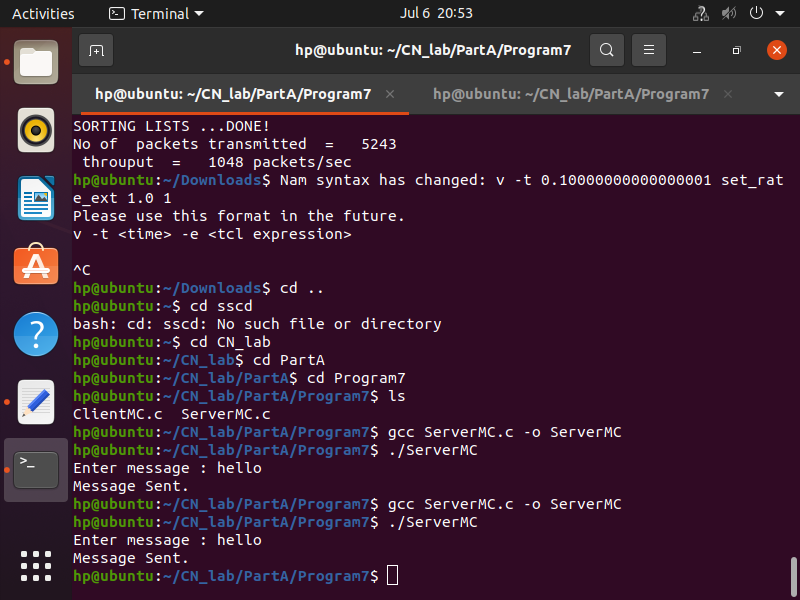 Activities
Terminal
Jul 6 20:53
hp@ubuntu: ~/CN_lab/PartA/Program7
hp@ubuntu: ~/CN_lab/PartA/Program7 ×
hp@ubuntu: ~/CN_lab/PartA/Program7 ×
SORTING LISTS ...DONE!
No of  packets transmitted  =   5243
 throuput  =   1048 packets/sec
hp@ubuntu:~/Downloads$ Nam syntax has changed: v -t 0.10000000000000001 set_rat
e_ext 1.0 1
Please use this format in the future.
v -t <time> -e <tcl expression>
^C
hp@ubuntu:~/Downloads$ cd ..
hp@ubuntu:~$ cd sscd
bash: cd: sscd: No such file or directory
hp@ubuntu:~$ cd CN_lab
hp@ubuntu:~/CN_lab$ cd PartA
hp@ubuntu:~/CN_lab/PartA$ cd Program7
hp@ubuntu:~/CN_lab/PartA/Program7$ ls
ClientMC.c  ServerMC.c
hp@ubuntu:~/CN_lab/PartA/Program7$ gcc ServerMC.c -o ServerMC
hp@ubuntu:~/CN_lab/PartA/Program7$ ./ServerMC
Enter message : hello
Message Sent.
hp@ubuntu:~/CN_lab/PartA/Program7$ gcc ServerMC.c -o ServerMC
hp@ubuntu:~/CN_lab/PartA/Program7$ ./ServerMC
Enter message : hello
Message Sent.
hp@ubuntu:~/CN_lab/PartA/Program7$